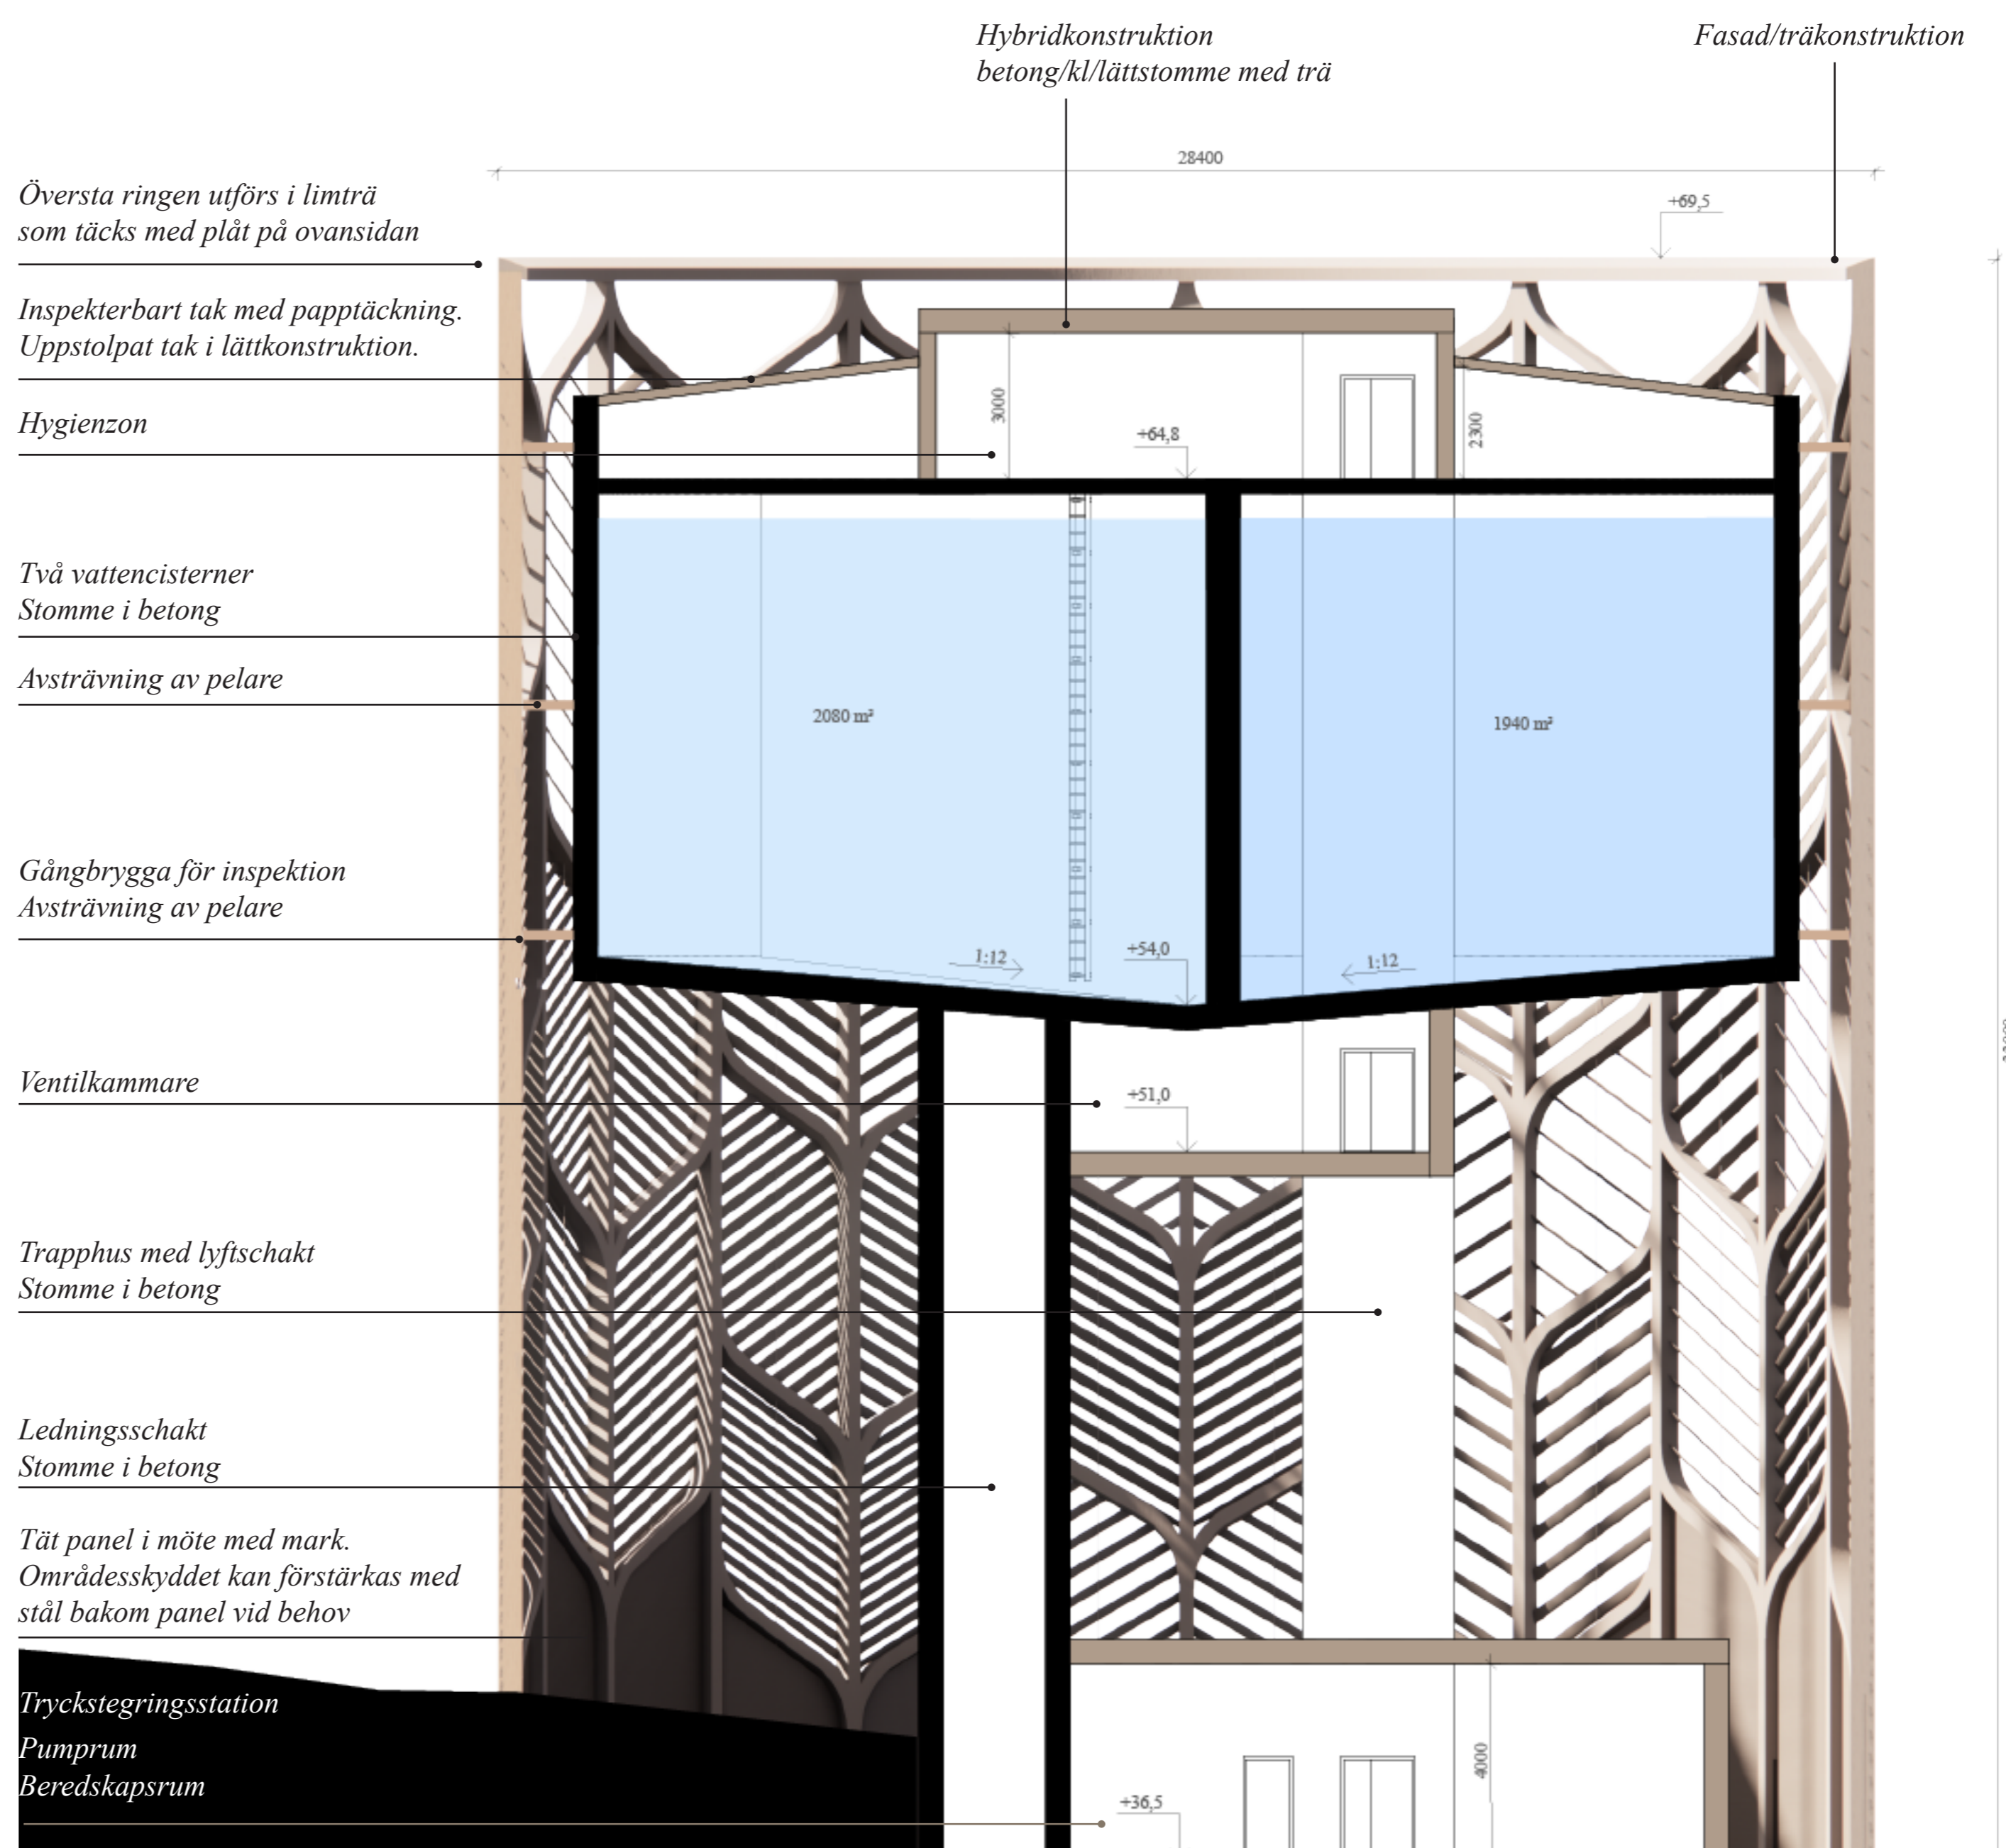 Hybridkonstruktion
betong/kl/lättstomme med trä
Fasad/träkonstruktion
28400
+69,5
Översta ringen utförs i limträ
som täcks med plåt på ovansidan
Inspekterbart tak med papptäckning.
Uppstolpat tak i lättkonstruktion.
3000
+64,8
2300
Hygienzon
Två vattencisterner
Stomme i betong
Avsträvning av pelare
2080 m³
1940 m³
Gångbrygga för inspektion
Avsträvning av pelare
1:12
+54,0
1:12
Ventilkammare
+51,0
Trapphus med lyftschakt
Stomme i betong
Ledningsschakt
Stomme i betong
Tät panel i möte med mark.
Områdesskyddet kan förstärkas med
stål bakom panel vid behov
Tryckstegringsstation
Pumprum
Beredskapsrum
4000
+36,5